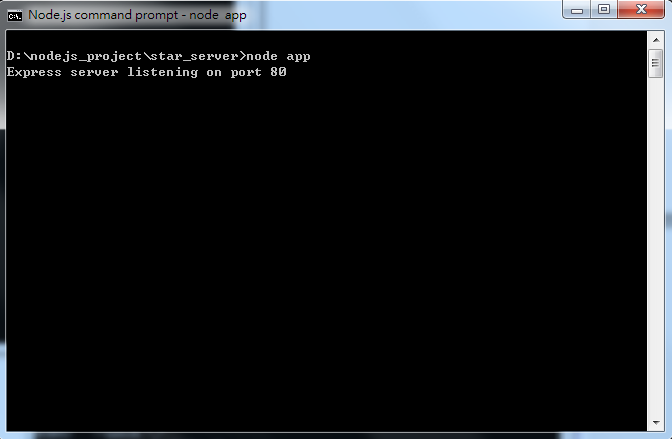 Node.js command prompt - node  app
D:\nodejs_project\star_server>node app
Express server listening on port 80